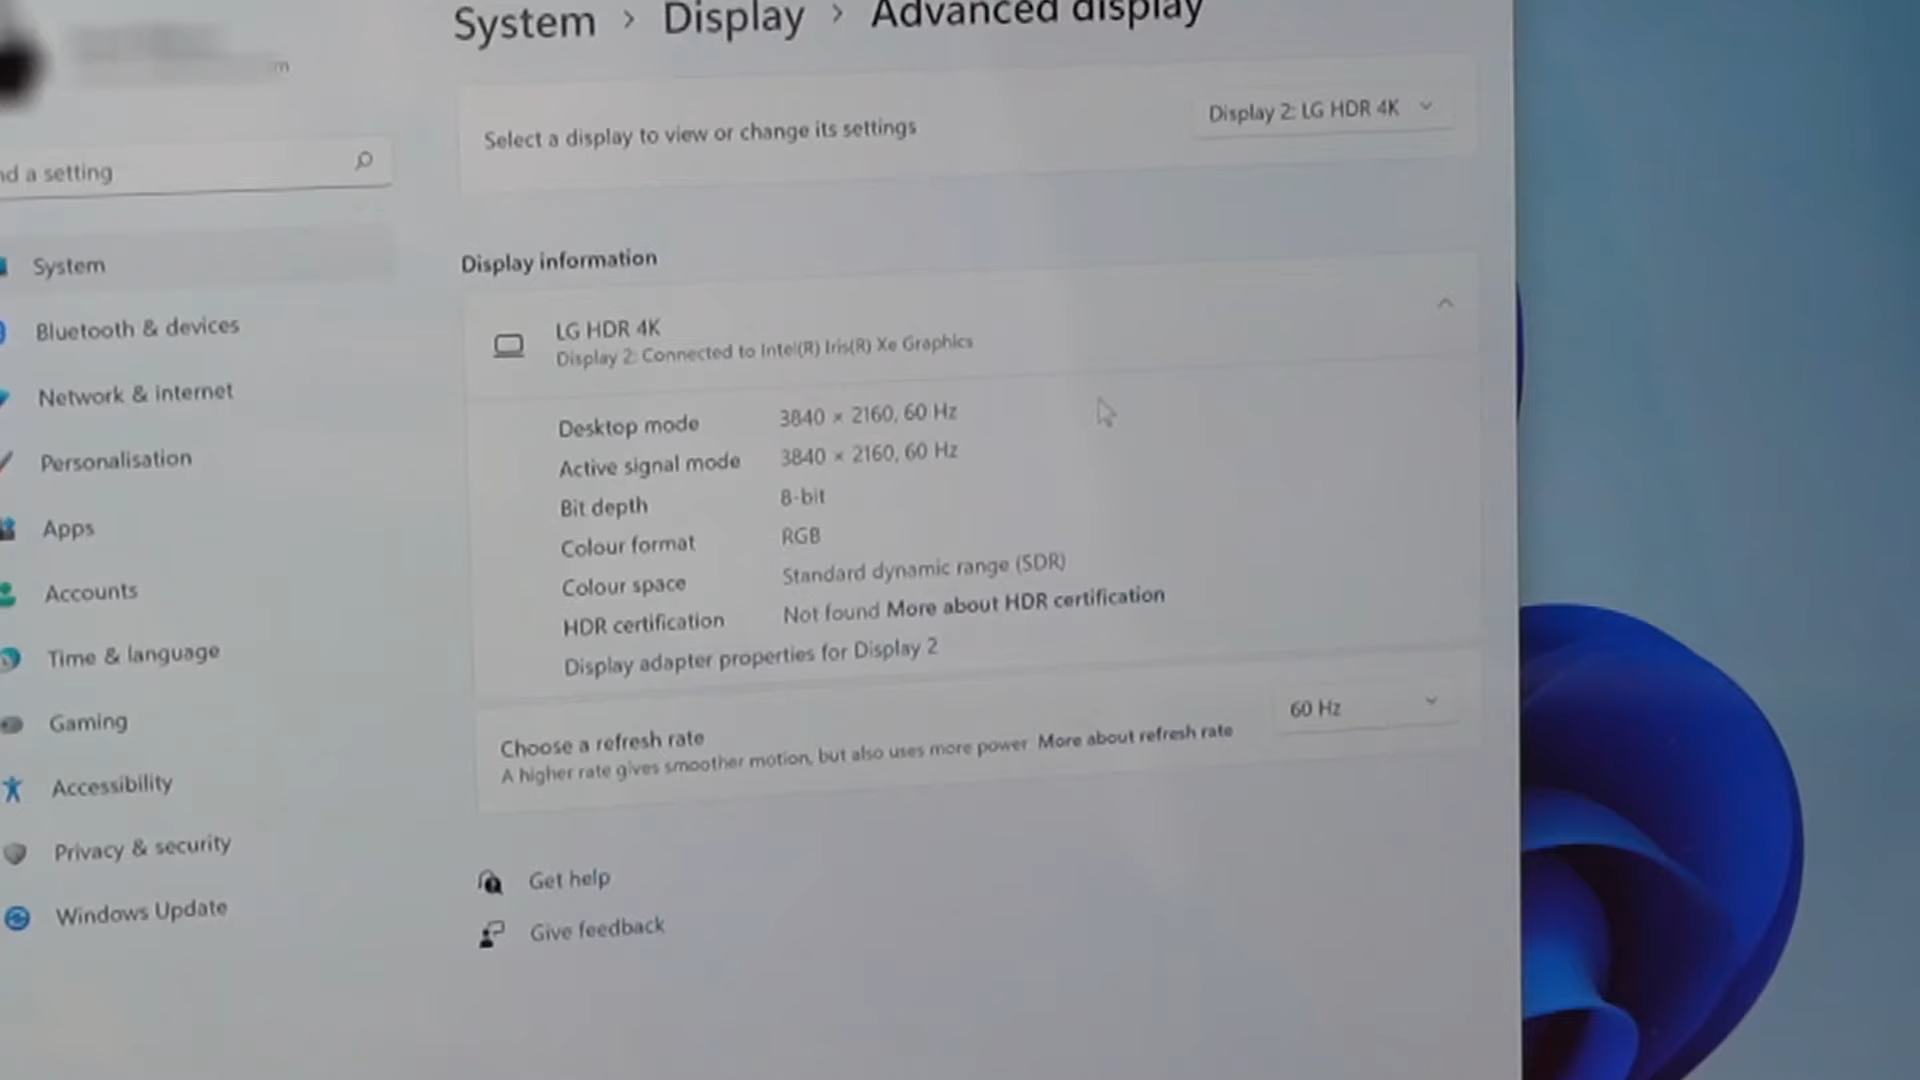 System > Display > Advanced display
m
Select a display to view or change its settings
Display 2: LG HDR 4K
nd a setting
System
Bluetooth & devices
Network & internet
Personalisation
Apps
Accounts
Time & language
Gaming
Accessibility
Privacy & security
Windows Update
Display information
LG HDR 4K
Display 2: Connected to Intel(R) Iris(R) Xe Graphics
Desktop mode 3840 × 2160, 60 Hz
Active signal mode 3840 × 2160, 60 Hz
Bit depth 8-bit
Colour format RGB
Colour space Standard dynamic range (SDR)
HDR certification Not found More about HDR certification
Display adapter properties for Display 2
Choose a refresh rate
A higher rate gives smoother motion, but also uses more power More about refresh rate
60 Hz
Get help
Give feedback